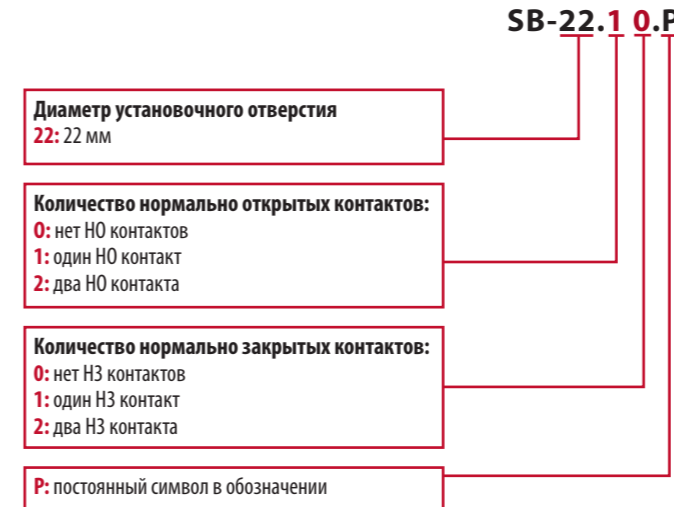 SB-22.1 0.P
Диаметр установочного отверстия
22: 22 мм
Количество нормально открытых контактов:
0: нет НО контактов
1: один НО контакт
2: два НО контакта
Количество нормально закрытых контактов:
0: нет НЗ контактов
1: один НЗ контакт
2: два НЗ контакта
P: постоянный символ в обозначении